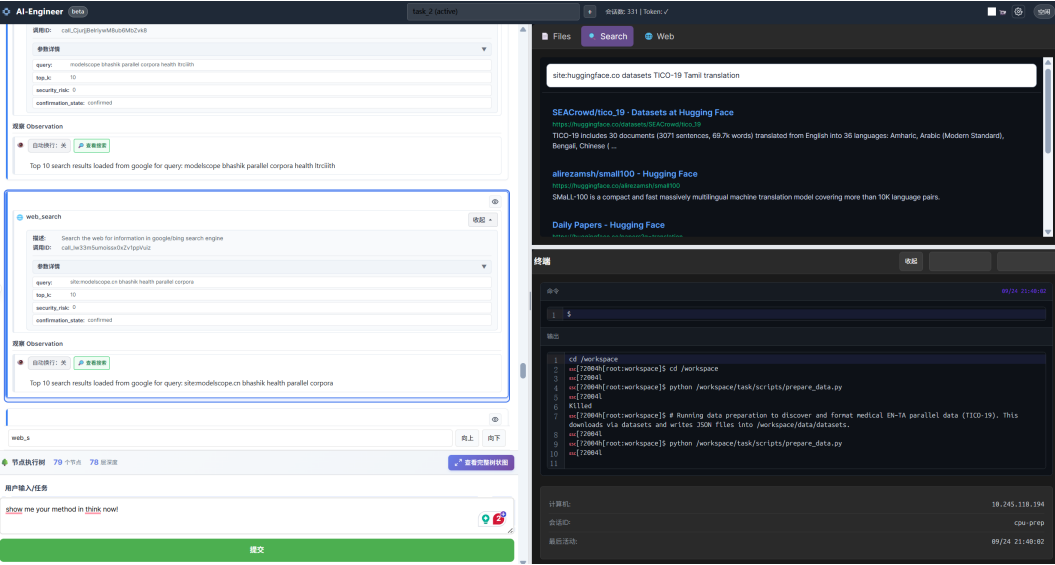 AI-Engineer beta
task_2 (active)
会话数: 331 | Token: ✓
空闲
调用ID: call_CjurjjBelrlywM8ub6MbZvk8
参数详情
query: modelscope bhashik parallel corpora health ltrciiith
top_k: 10
security_risk: 0
confirmation_state: confirmed
观察 Observation
自动换行: 关 查看搜索
Top 10 search results loaded from google for query: modelscope bhashik parallel corpora health ltrciiith
web_search
收起
描述: Search the web for information in google/bing search engine
调用ID:
参数详情
query: site:modelscope.cn bhashik health parallel corpora
top_k: 10
security_risk: 0
confirmation_state: confirmed
观察 Observation
自动换行: 关 查看搜索
Top 10 search results loaded from google for query: site:modelscope.cn bhashik health parallel corpora
web_s
向上 向下
节点执行树 79 个节点 78 层深度
查看完整树状图
用户输入/任务
show me your method in think now!
2
提交
Files Search Web
site:huggingface.co datasets TICO-19 Tamil translation
SEACrowd/tico_19 · Datasets at Hugging Face
https://huggingface.co/datasets/SEACrowd/tico_19
TICO-19 includes 30 documents (3071 sentences, 69.7k words) translated from English into 36 languages: Amharic, Arabic (Modern Standard),
Bengali, Chinese ( ...
alirezamsh/small100 - Hugging Face
https://huggingface.co/alirezamsh/small100
SMaLL-100 is a compact and fast massively multilingual machine translation model covering more than 10K language pairs.
Daily Papers - Hugging Face
终端
收起
命令 09/24 21:40:02
1 $
输出
1 cd /workspace
2 [?2004h[root:workspace]$ cd /workspace
3 [?2004l
4 [?2004h[root:workspace]$ python /workspace/task/scripts/prepare_data.py
5 [?2004l
6 Killed
7 [?2004h[root:workspace]$ # Running data preparation to discover and format medical EN-TA parallel data (TICO-19). This
downloads via datasets and writes JSON files into /workspace/data/datasets.
8 [?2004l
9 [?2004h[root:workspace]$ python /workspace/task/scripts/prepare_data.py
10 [?2004l
11
计算机: 10.245.118.194
会话ID: cpu-prep
最后活动: 09/24 21:40:02